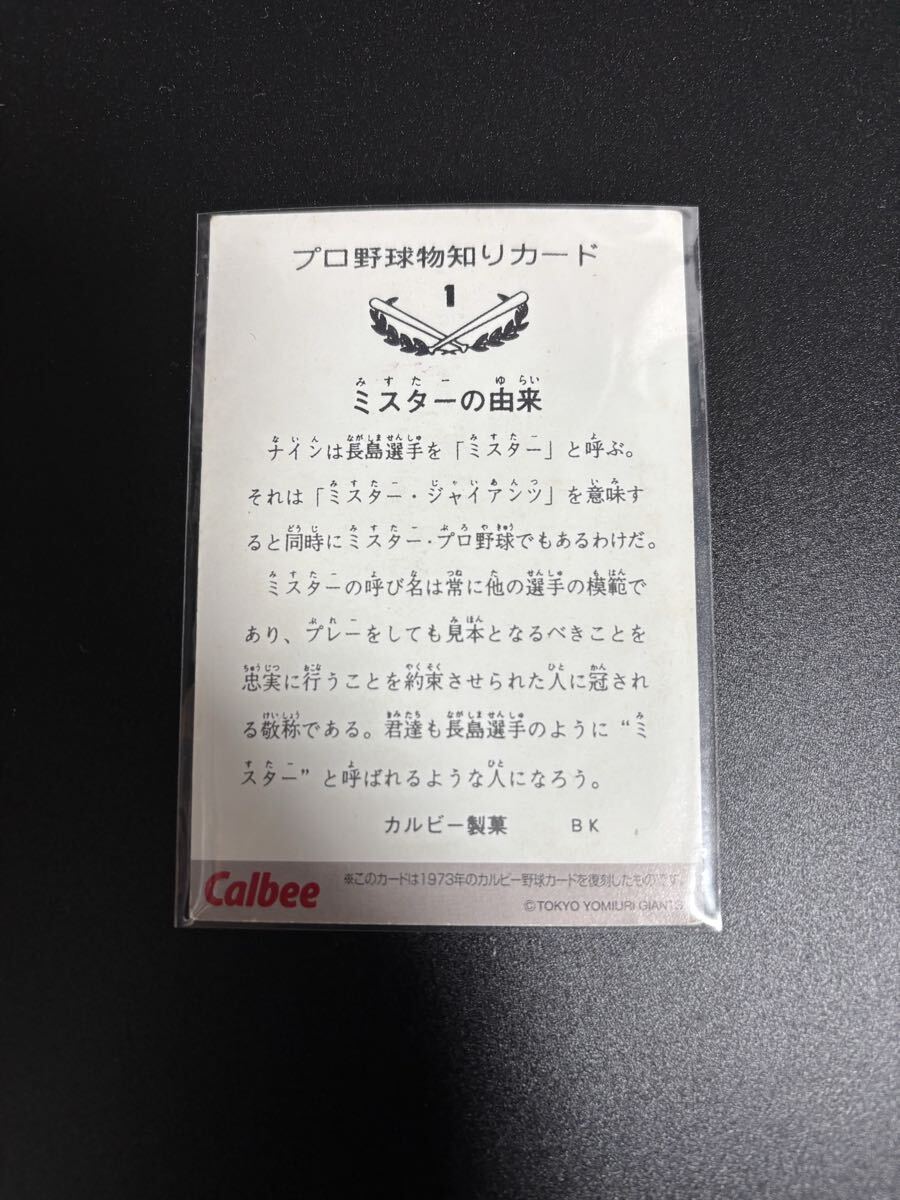 プロ野球物知りカード
1
ミスターの由来
ナインは長島選手を「ミスター」と呼ぶ。
それは「ミスター・ジャイアンツ」を意味す
ると同時にミスター・プロ野球でもあるわけだ。
ミスターの呼び名は常に他の選手の模範で
あり、プレーをしても見本となるべきことを
忠実に行うことを約束させられた人に冠され
る敬称である。君達も長島選手のように“ミ
スター”と呼ばれるような人になろう。
カルビー製菓 BK
Calbee
※このカードは1973年のカルビー野球カードを復刻したものです。
©TOKYO YOMIURI GIANTS